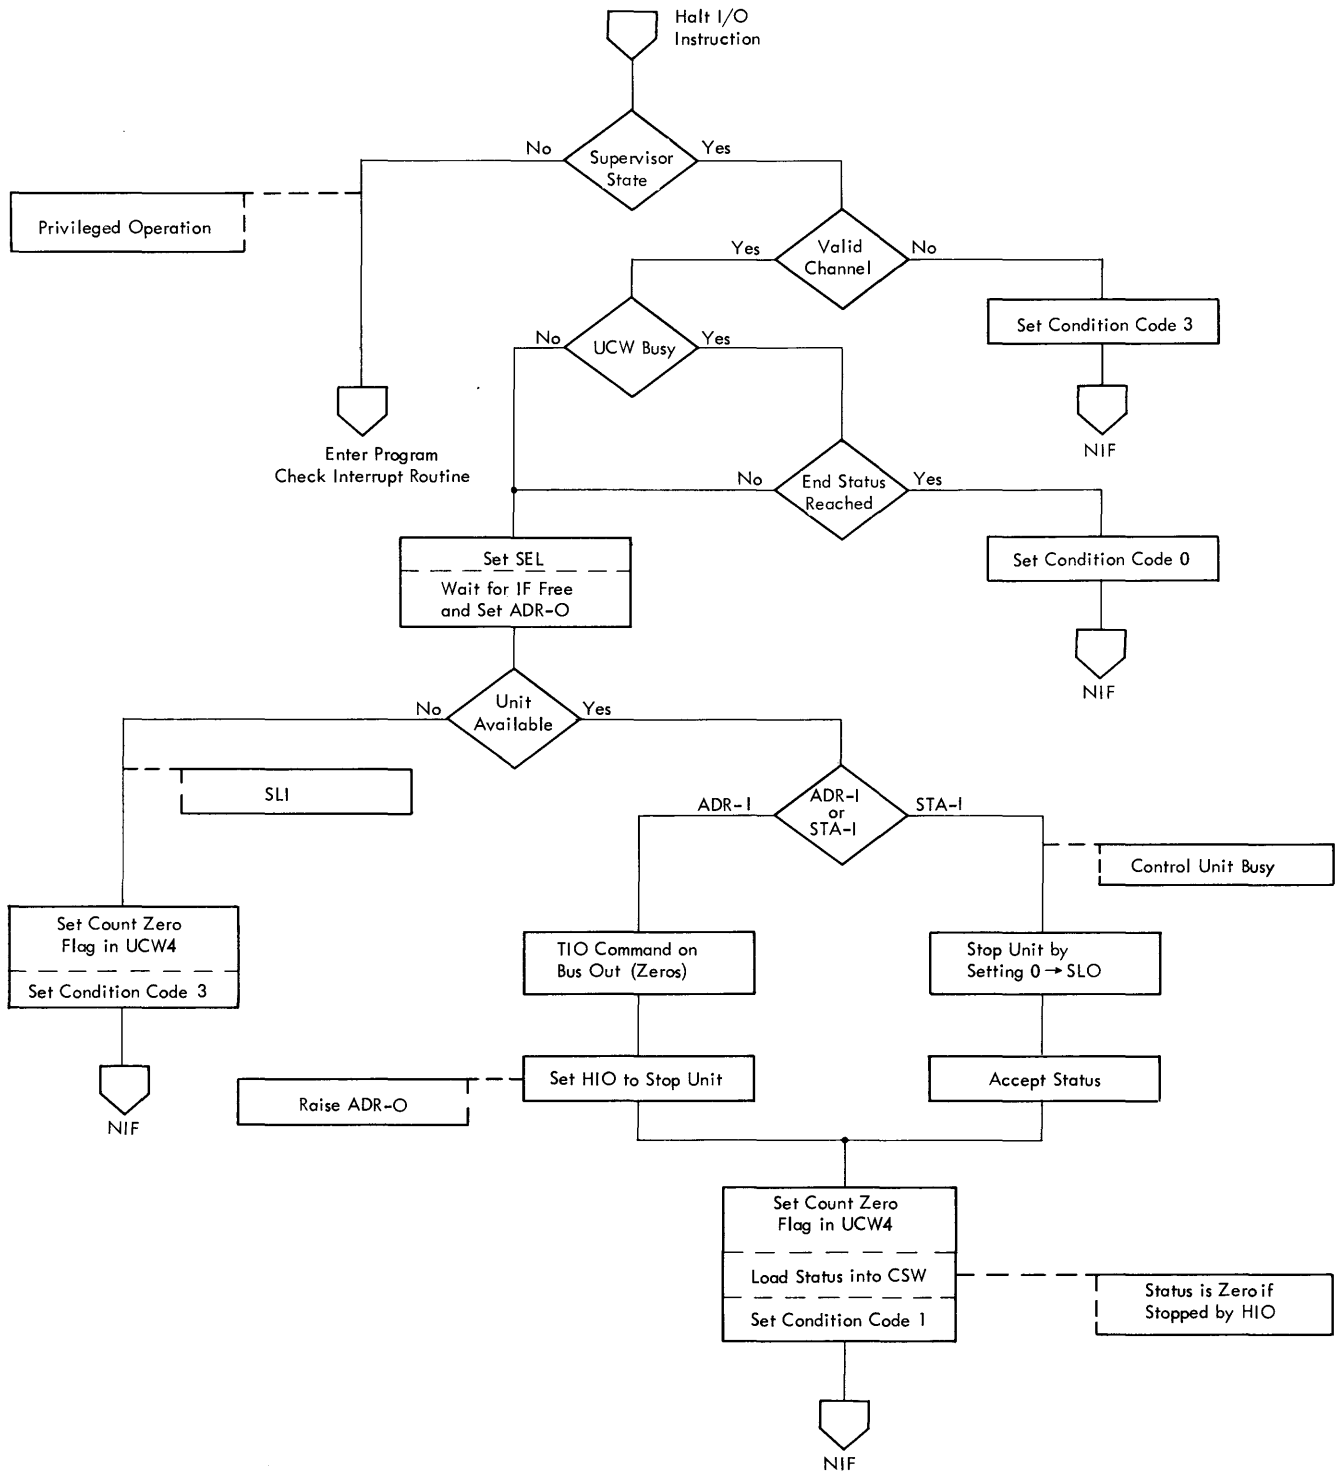 Halt I/O
Instruction
No
Supervisor
State
Yes
Privileged Operation
Yes
Valid
Channel
No
Set Condition Code 3
No
UCW Busy
Yes
NIF
Enter Program
Check Interrupt Routine
No
End Status
Reached
Yes
Set SEL
Wait for IF Free
and Set ADR-O
Set Condition Code 0
NIF
No
Unit
Available
Yes
SLI
ADR-I
ADR-I
or
STA-I
STA-I
Control Unit Busy
Set Count Zero
Flag in UCW4
Set Condition Code 3
TIO Command on
Bus Out (Zeros)
Stop Unit by
Setting 0 → SLO
Set HIO to Stop Unit
Accept Status
Raise ADR-O
NIF
Set Count Zero
Flag in UCW4
Load Status into CSW
Set Condition Code 1
Status is Zero if
Stopped by HIO
NIF